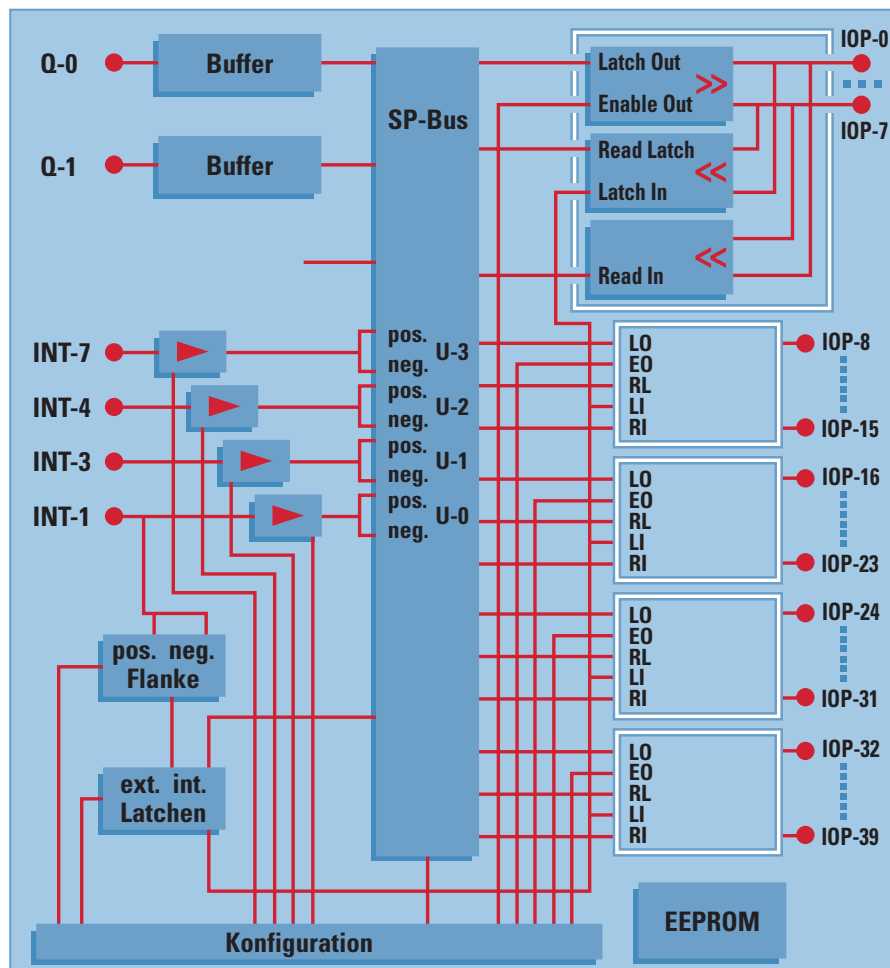 Q-0
Buffer
Q-1
Buffer
SP-Bus
IOP-0
Latch Out
>>
Enable Out
IOP-7
Read Latch
<<
Latch In
<<
Read In
INT-7
pos.
U-3
neg.
INT-4
pos.
U-2
neg.
INT-3
pos.
U-1
neg.
INT-1
pos.
U-0
neg.
LO
IOP-8
EO
RL
LI
RI
IOP-15
LO
IOP-16
EO
RL
LI
RI
IOP-23
LO
IOP-24
EO
RL
LI
RI
IOP-31
LO
IOP-32
EO
RL
LI
RI
IOP-39
pos. neg.
Flanke
ext. int.
Latchen
Konfiguration
EEPROM